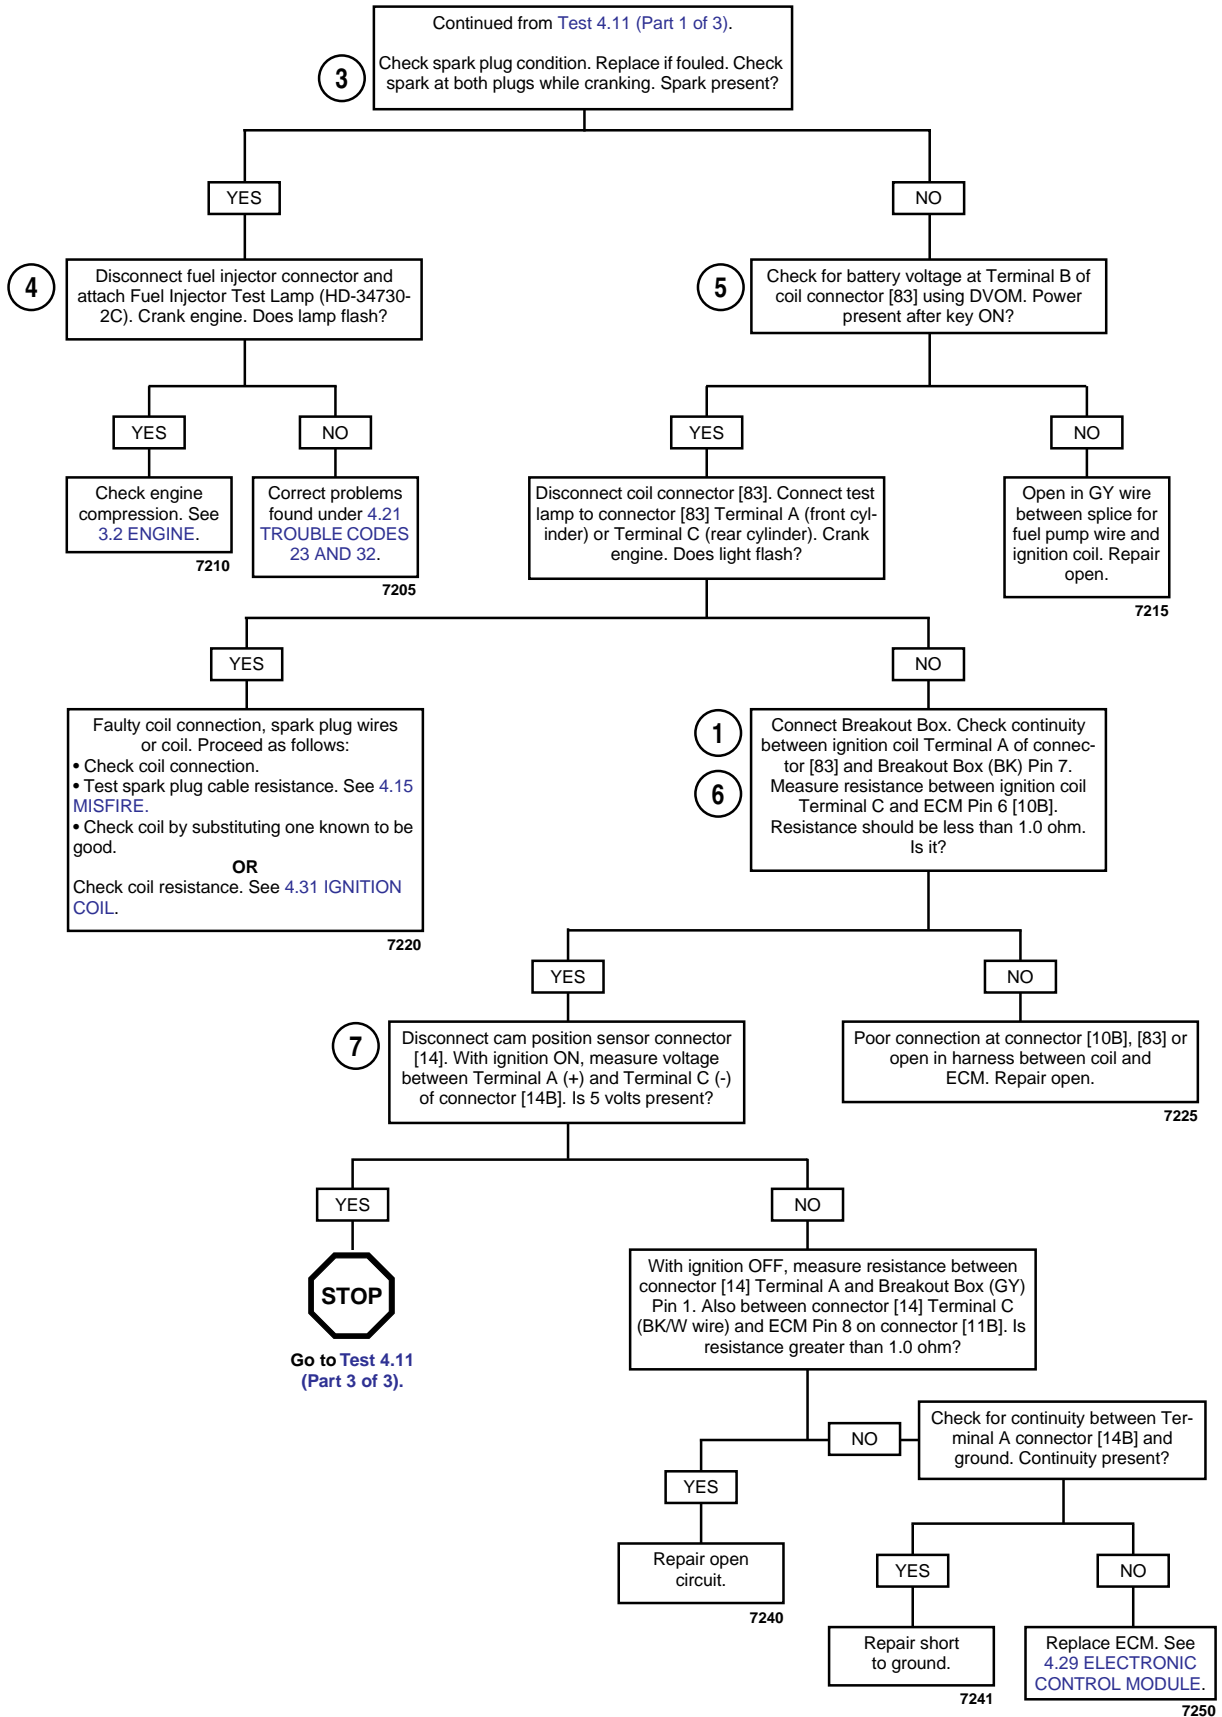 Continued from Test 4.11 (Part 1 of 3).
3
Check spark plug condition. Replace if fouled. Check
spark at both plugs while cranking. Spark present?
YES
NO
4
Disconnect fuel injector connector and
attach Fuel Injector Test Lamp (HD-34730-
2C). Crank engine. Does lamp flash?
5
Check for battery voltage at Terminal B of
coil connector [83] using DVOM. Power
present after key ON?
YES
NO
YES
NO
Check engine
compression. See
3.2 ENGINE.
7210
Correct problems
found under 4.21
TROUBLE CODES
23 AND 32.
7205
Disconnect coil connector [83]. Connect test
lamp to connector [83] Terminal A (front cyl-
inder) or Terminal C (rear cylinder). Crank
engine. Does light flash?
Open in GY wire
between splice for
fuel pump wire and
ignition coil. Repair
open.
7215
YES
NO
Faulty coil connection, spark plug wires
or coil. Proceed as follows:
• Check coil connection.
• Test spark plug cable resistance. See 4.15
MISFIRE.
• Check coil by substituting one known to be
good.
OR
Check coil resistance. See 4.31 IGNITION
COIL.
7220
1
6
Connect Breakout Box. Check continuity
between ignition coil Terminal A of connec-
tor [83] and Breakout Box (BK) Pin 7.
Measure resistance between ignition coil
Terminal C and ECM Pin 6 [10B].
Resistance should be less than 1.0 ohm.
Is it?
YES
NO
7
Disconnect cam position sensor connector
[14]. With ignition ON, measure voltage
between Terminal A (+) and Terminal C (-)
of connector [14B]. Is 5 volts present?
Poor connection at connector [10B], [83] or
open in harness between coil and
ECM. Repair open.
7225
YES
NO
STOP
Go to Test 4.11
(Part 3 of 3).
With ignition OFF, measure resistance between
connector [14] Terminal A and Breakout Box (GY)
Pin 1. Also between connector [14] Terminal C
(BK/W wire) and ECM Pin 8 on connector [11B]. Is
resistance greater than 1.0 ohm?
NO
Check for continuity between Ter-
minal A connector [14B] and
ground. Continuity present?
YES
Repair open
circuit.
7240
YES
NO
Repair short
to ground.
7241
Replace ECM. See
4.29 ELECTRONIC
CONTROL MODULE.
7250